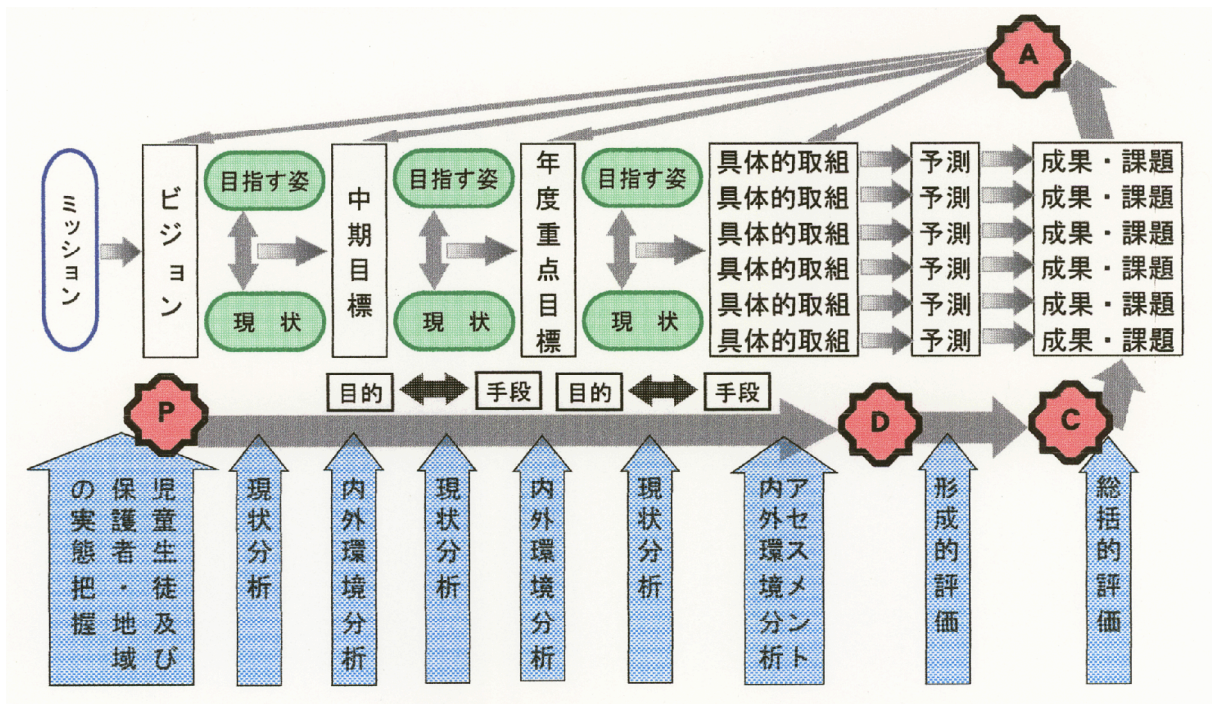 A
ミッション
ビジョン
目指す姿
現　状
中期目標
目指す姿
現　状
年度重点目標
目指す姿
現　状
具体的取組
具体的取組
具体的取組
具体的取組
具体的取組
具体的取組
予測
予測
予測
予測
予測
予測
成果・課題
成果・課題
成果・課題
成果・課題
成果・課題
成果・課題
目的
手段
目的
手段
P
D
C
児童生徒及び
保護者・地域
の実態把握
現状分析
内外環境分析
現状分析
内外環境分析
現状分析
アセスメント
内外環境分析
形成的評価
総括的評価